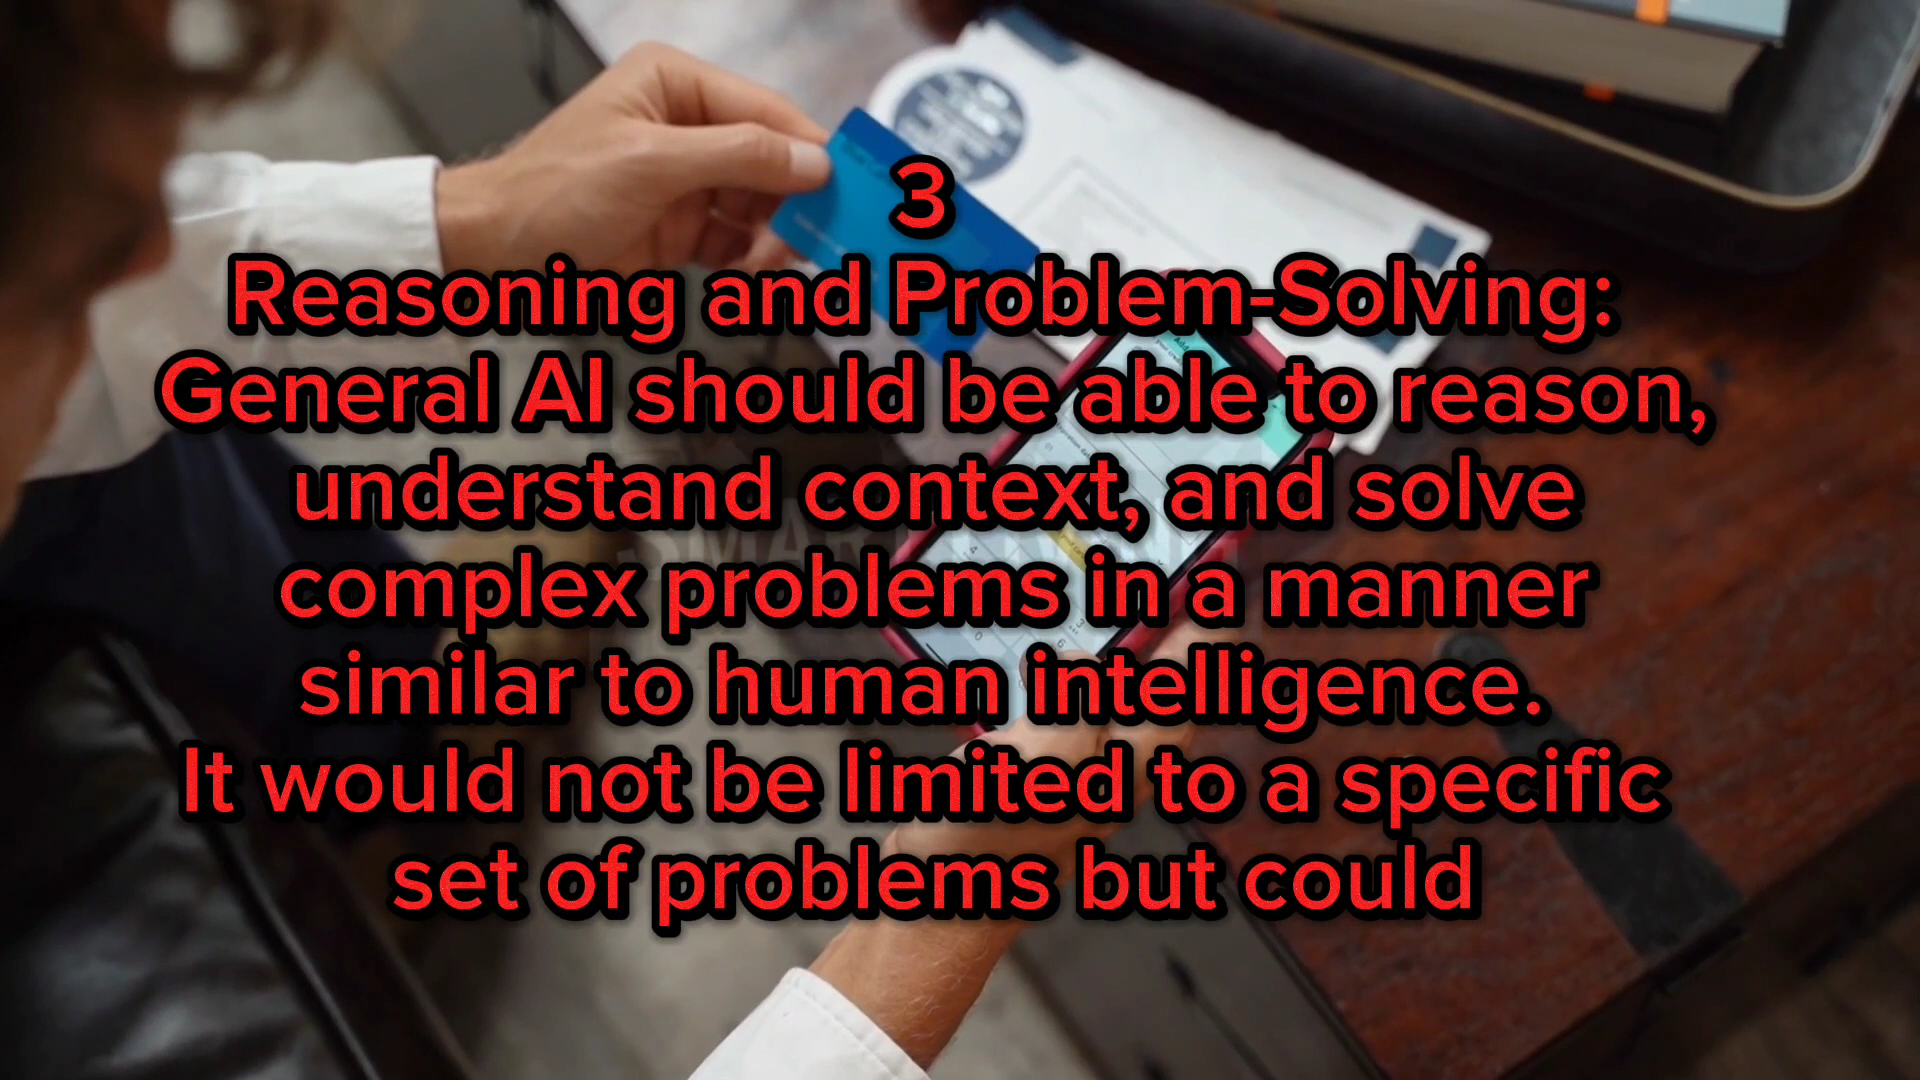 3
Reasoning and Problem-Solving:
General AI should be able to reason,
understand context, and solve
complex problems in a manner
similar to human intelligence.
It would not be limited to a specific
set of problems but could